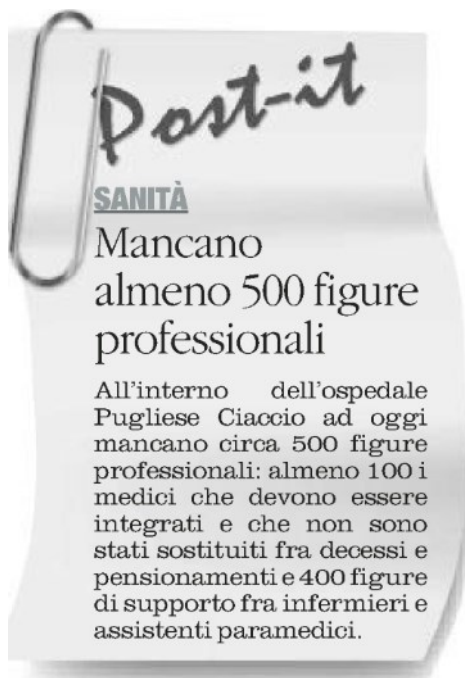 Post-it
SANITÀ
Mancano
almeno 500 figure
professionali
All'interno dell'ospedale
Pugliese Ciaccio ad oggi
mancano circa 500 figure
professionali: almeno 100 i
medici che devono essere
integrati e che non sono
stati sostituiti fra decessi e
pensionamenti e 400 figure
di supporto fra infermieri e
assistenti paramedici.